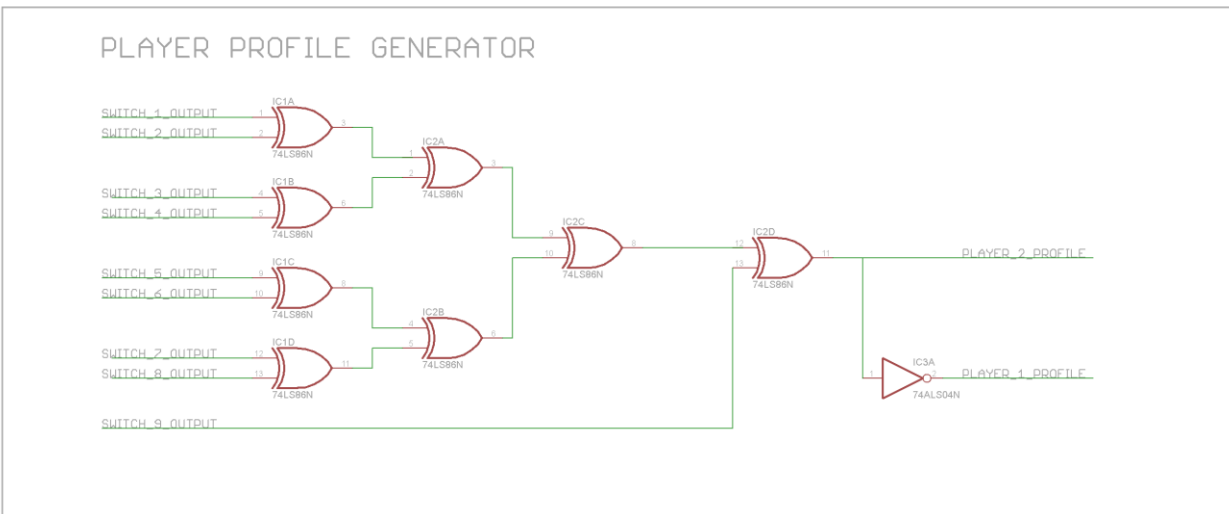 PLAYER PROFILE GENERATOR
IC1A
SWITCH_1_OUTPUT 1 3
SWITCH_2_OUTPUT 2
74LS86N
IC2A
1 3
2
74LS86N
IC1B
SWITCH_3_OUTPUT 4 6
SWITCH_4_OUTPUT 5
74LS86N
IC2C
9 8
10
74LS86N
IC2D
12 11
13
74LS86N
PLAYER_2_PROFILE
IC1C
SWITCH_5_OUTPUT 9 8
SWITCH_6_OUTPUT 10
74LS86N
IC2B
4 6
5
74LS86N
IC1D
SWITCH_7_OUTPUT 12 11
SWITCH_8_OUTPUT 13
74LS86N
IC3A
1 2 PLAYER_1_PROFILE
74ALS04N
SWITCH_9_OUTPUT